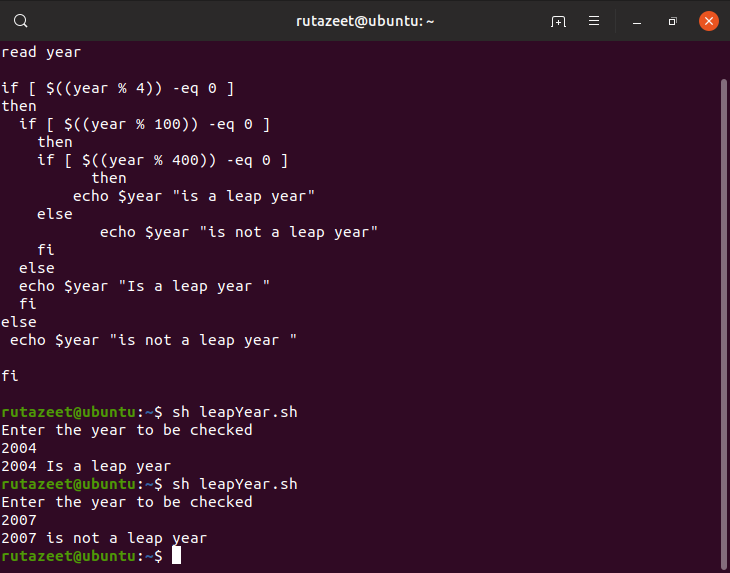 rutazeet@ubuntu: ~
read year
if [ $((year % 4)) -eq 0 ]
then
  if [ $((year % 100)) -eq 0 ]
    then
    if [ $((year % 400)) -eq 0 ]
          then
        echo $year "is a leap year"
    else
           echo $year "is not a leap year"
    fi
  else
  echo $year "Is a leap year "
  fi
else
 echo $year "is not a leap year "
fi
rutazeet@ubuntu:~$ sh leapYear.sh
Enter the year to be checked
2004
2004 Is a leap year
rutazeet@ubuntu:~$ sh leapYear.sh
Enter the year to be checked
2007
2007 is not a leap year
rutazeet@ubuntu:~$